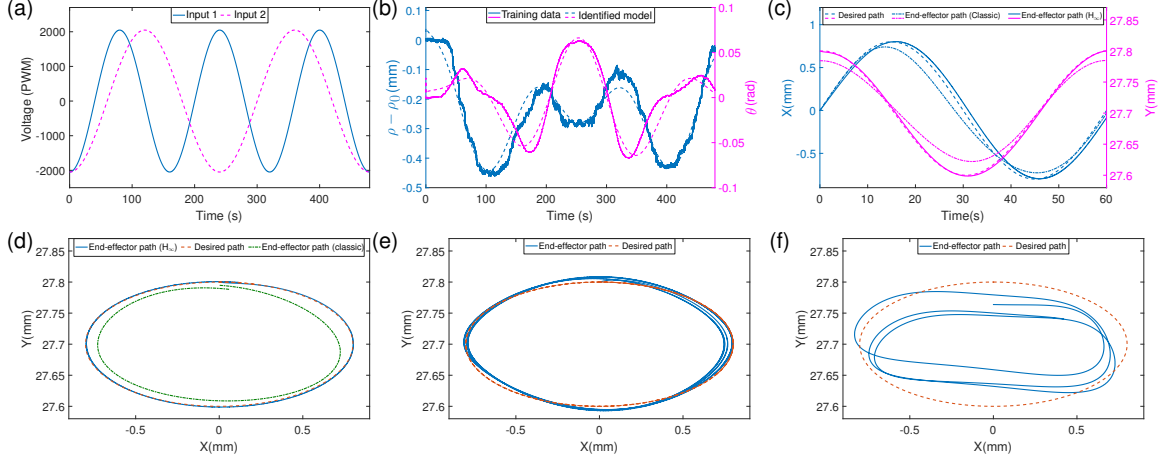 (a)
Input 1 Input 2
2000
1000
0
-1000
-2000
Voltage (PWM)
0 100 200 300 400
Time (s)
(b)
Training data Identified model
0
-0.1
-0.2
-0.3
-0.4
-0.5
ρ − ρ0 (mm)
0.1
0.05
0
-0.05
-0.1
θ (rad)
0 100 200 300 400
Time (s)
(c)
Desired path End-effector path (Classic) End-effector path (H∞)
1
0.5
0
-0.5
X(mm)
27.85
27.8
27.75
27.7
27.65
27.6
Y(mm)
0 10 20 30 40 50 60
Time(s)
(d)
End-effector path (H∞) Desired path End-effector path (classic)
27.85
27.8
27.75
27.7
27.65
27.6
Y(mm)
-0.5 0 0.5
X(mm)
(e)
End-effector path Desired path
27.85
27.8
27.75
27.7
27.65
27.6
Y(mm)
-0.5 0 0.5
X(mm)
(f)
End-effector path Desired path
27.85
27.8
27.75
27.7
27.65
27.6
Y(mm)
-0.5 0 0.5
X(mm)